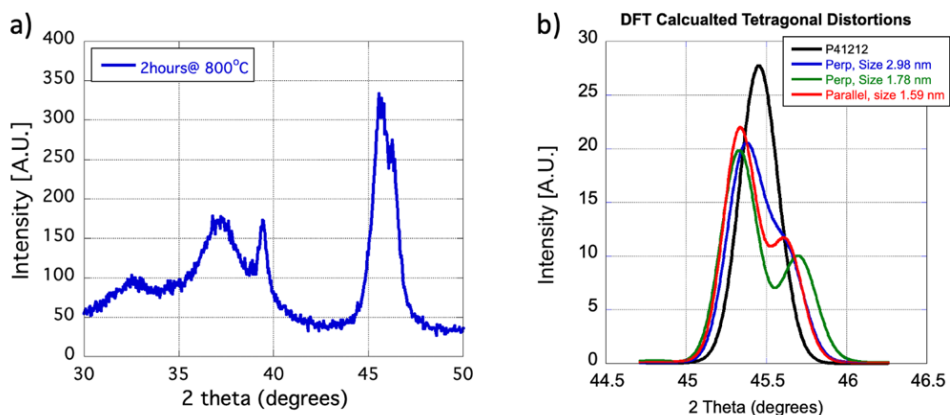 a)
400
350
300
250
200
150
100
50
0
2hours@ 800°C
Intensity [A.U.]
30
35
40
45
50
2 theta (degrees)
b)
DFT Calcualted Tetragonal Distortions
30
25
20
15
10
5
0
P41212
Perp, Size 2.98 nm
Perp, Size 1.78 nm
Parallel, size 1.59 nm
Intensity [A.U.]
44.5
45
45.5
46
46.5
2 Theta (degrees)